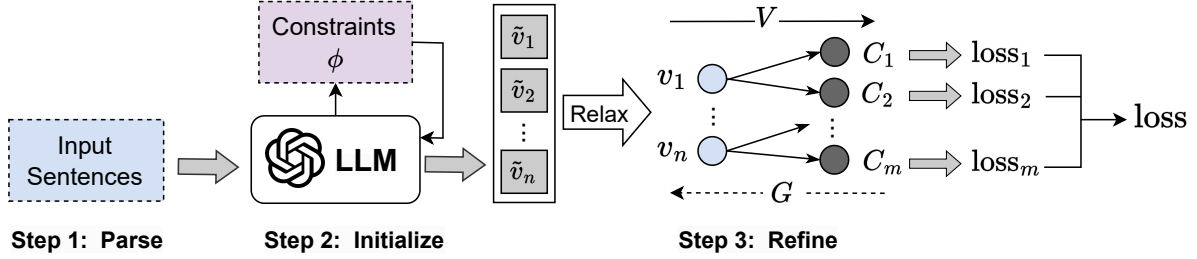 Input
Sentences
Constraints
ϕ
LLM
ṽ₁
ṽ₂
⋮
ṽₙ
Relax
V
v₁
⋮
vₙ
C₁
C₂
⋮
Cₘ
G
loss₁
loss₂
lossₘ
loss
Step 1: Parse
Step 2: Initialize
Step 3: Refine